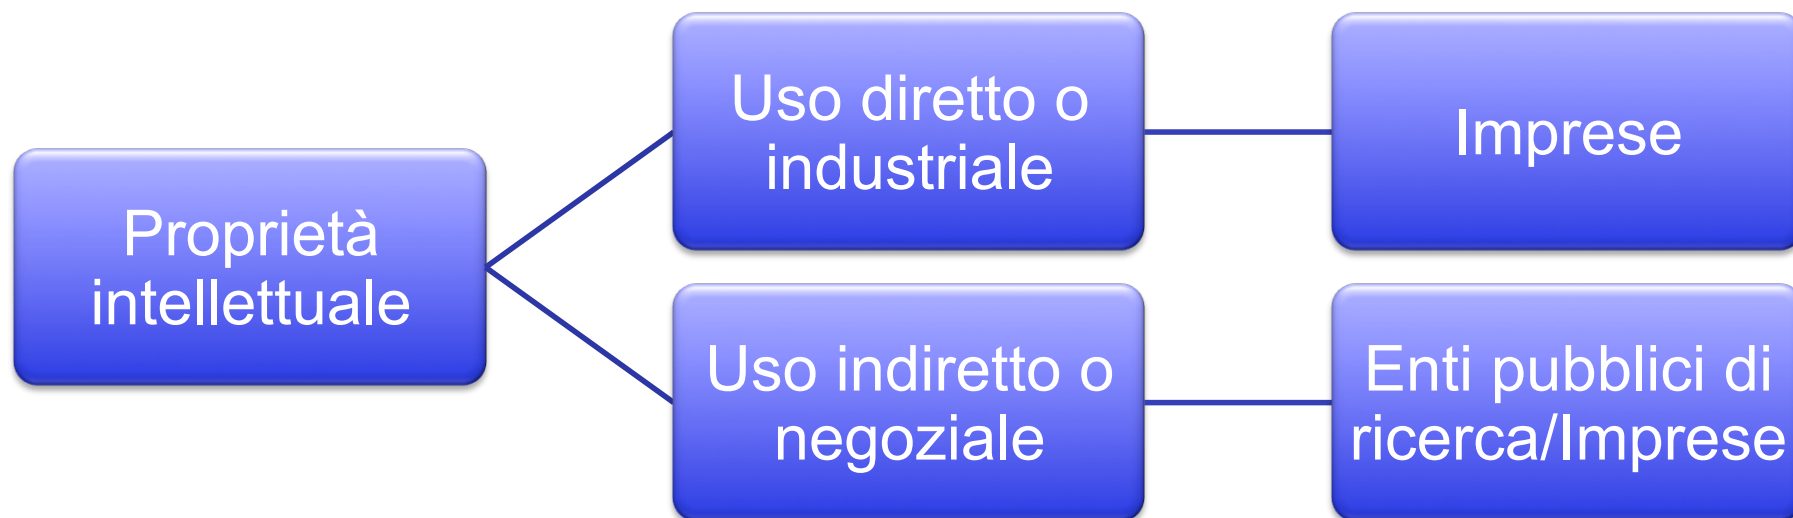 Proprietà
intellettuale
Uso diretto o
industriale
Imprese
Uso indiretto o
negoziale
Enti pubblici di
ricerca/Imprese